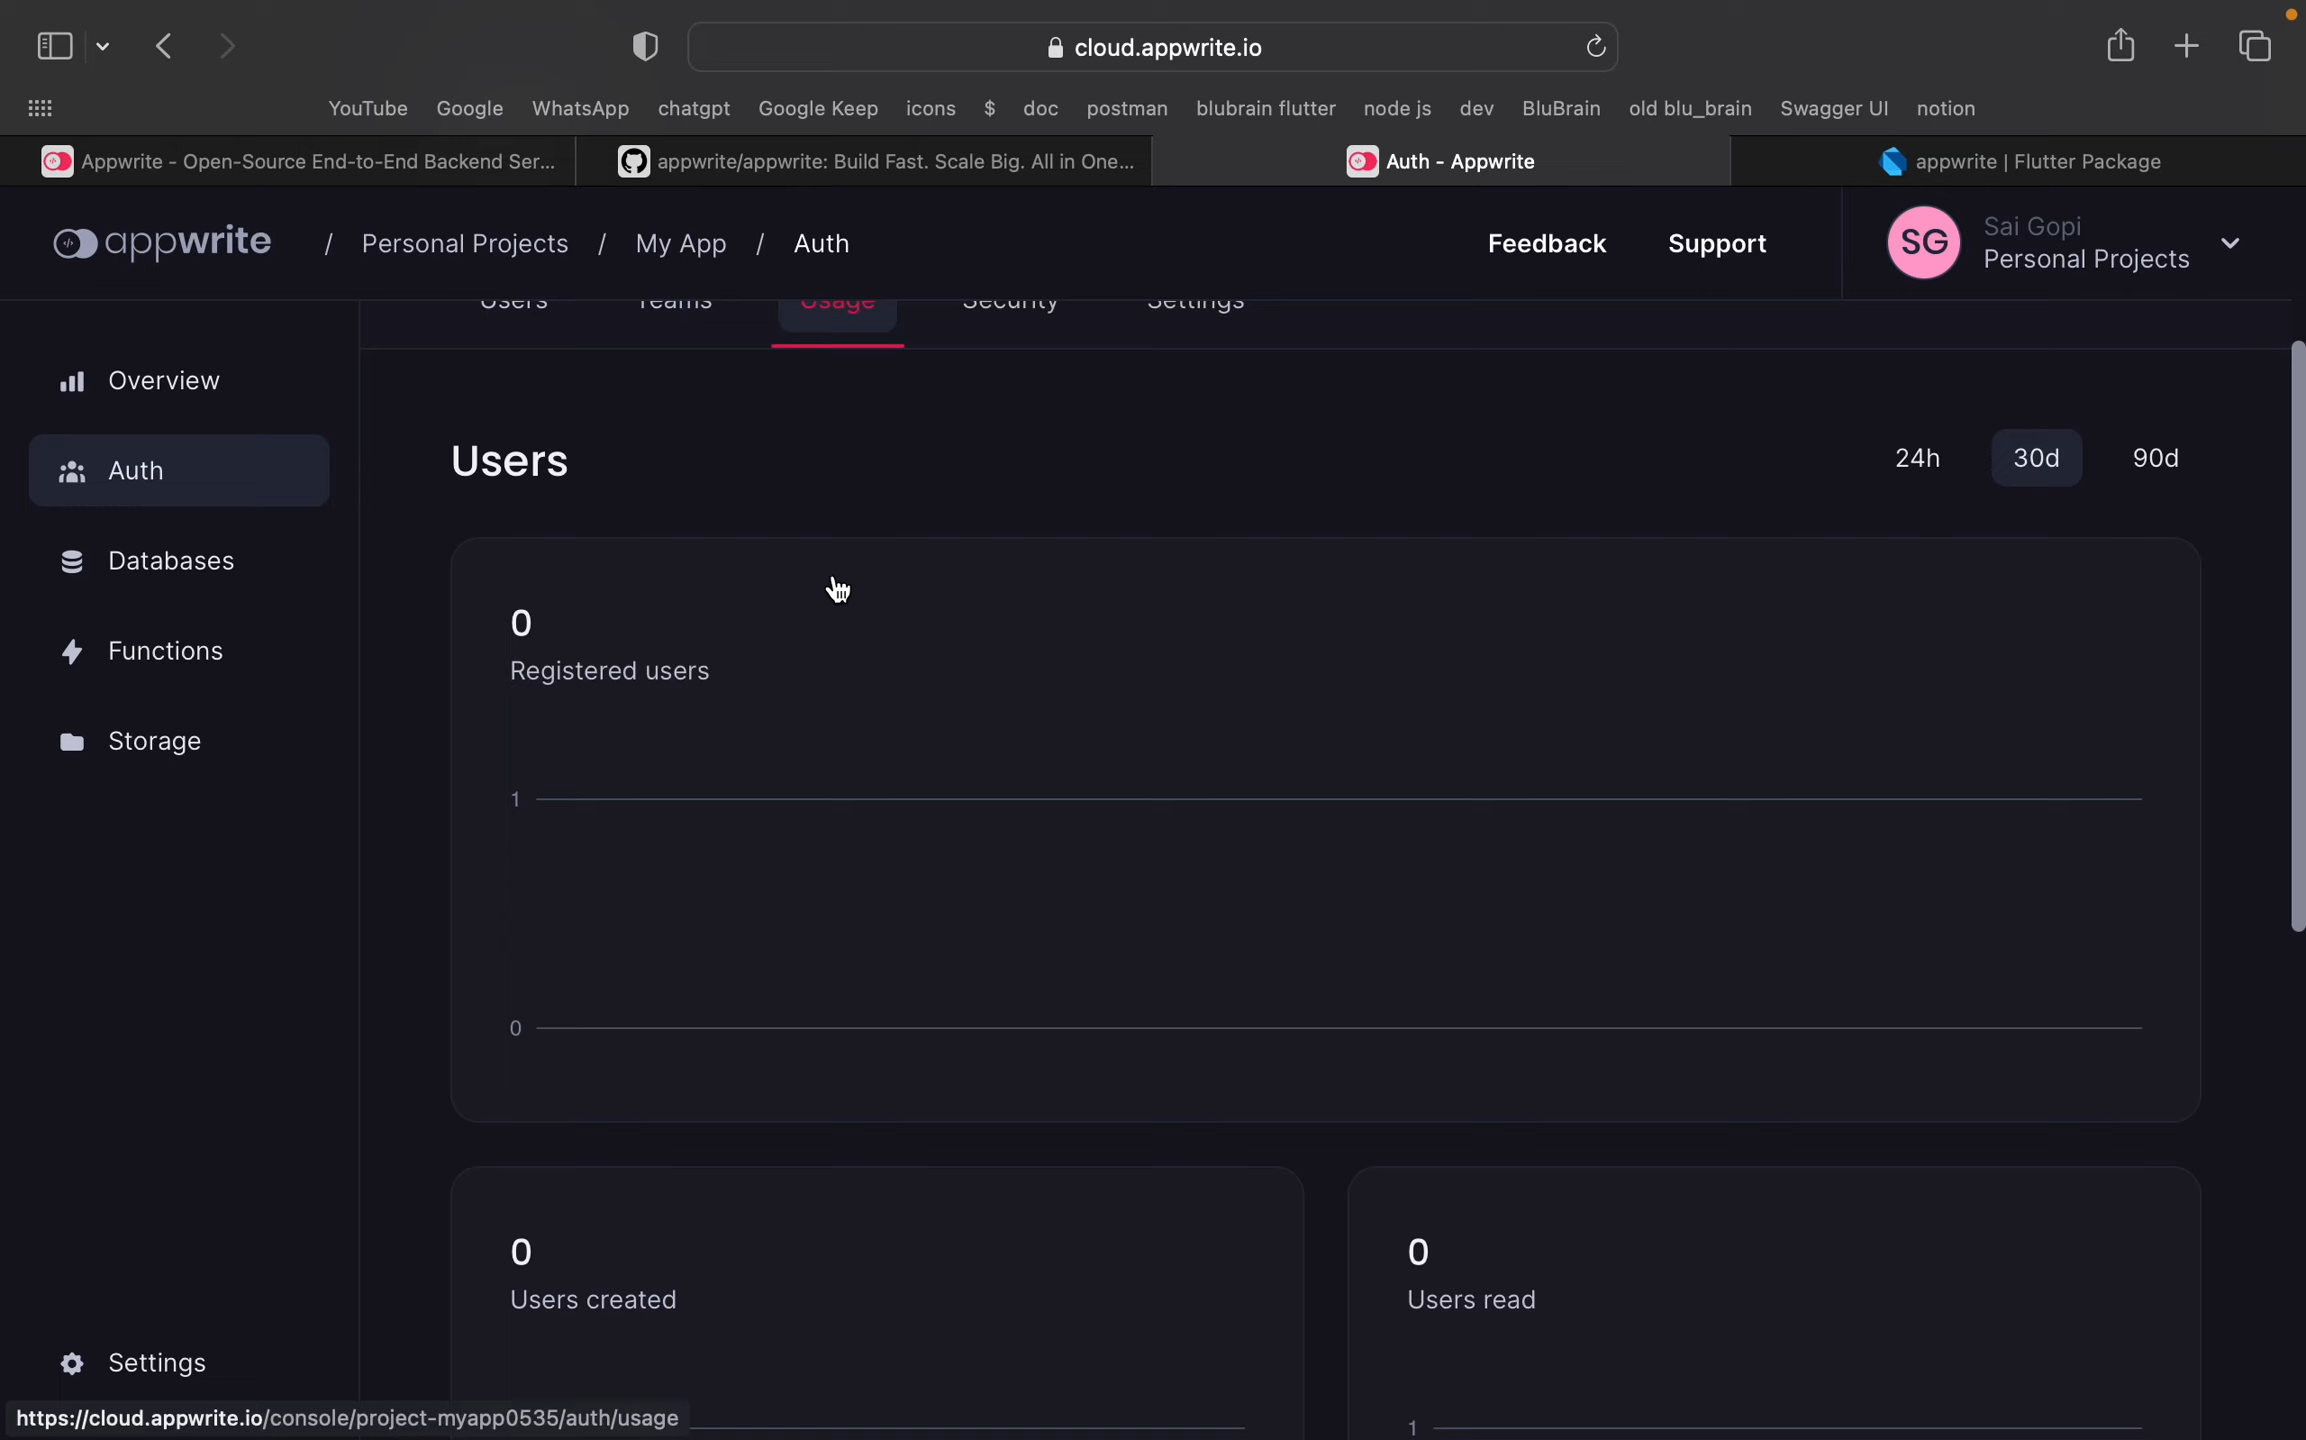 cloud.appwrite.io
YouTube Google WhatsApp chatgpt Google Keep icons $ doc postman blubrain flutter node js dev BluBrain old blu_brain Swagger UI notion
Appwrite - Open-Source End-to-End Backend Ser... appwrite/appwrite: Build Fast. Scale Big. All in One... Auth - Appwrite appwrite | Flutter Package
appwrite / Personal Projects / My App / Auth Feedback Support SG Sai Gopi
Personal Projects
Users Teams Usage Security Settings
Overview
Auth
Databases
Functions
Storage
Settings
Users 24h 30d 90d
0
Registered users
1
0
0
Users created
0
Users read
1
https://cloud.appwrite.io/console/project-myapp0535/auth/usage